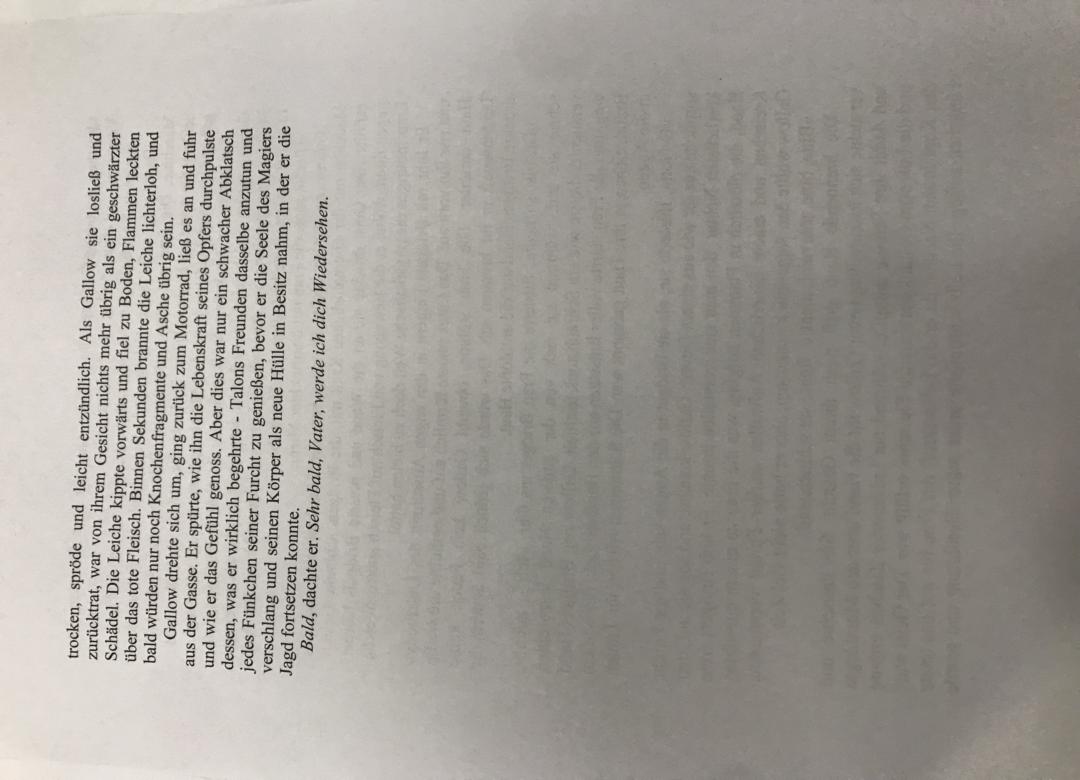 trocken, spröde und leicht entzündlich. Als Gallow sie losließ und
zurücktrat, war von ihrem Gesicht nichts mehr übrig als ein geschwärzter
Schädel. Die Leiche kippte vorwärts und fiel zu Boden, Flammen leckten
über das tote Fleisch. Binnen Sekunden brannte die Leiche lichterloh, und
bald würden nur noch Knochenfragmente und Asche übrig sein.
Gallow drehte sich um, ging zurück zum Motorrad, ließ es an und fuhr
aus der Gasse. Er spürte, wie ihn die Lebenskraft seines Opfers durchpulste
und wie er das Gefühl genoss. Aber dies war nur ein schwacher Abklatsch
dessen, was er wirklich begehrte - Talons Freunden dasselbe anzutun und
jedes Fünkchen seiner Furcht zu genießen, bevor er die Seele des Magiers
verschlang und seinen Körper als neue Hülle in Besitz nahm, in der er die
Jagd fortsetzen konnte.
Bald, dachte er. Sehr bald, Vater, werde ich dich Wiedersehen.